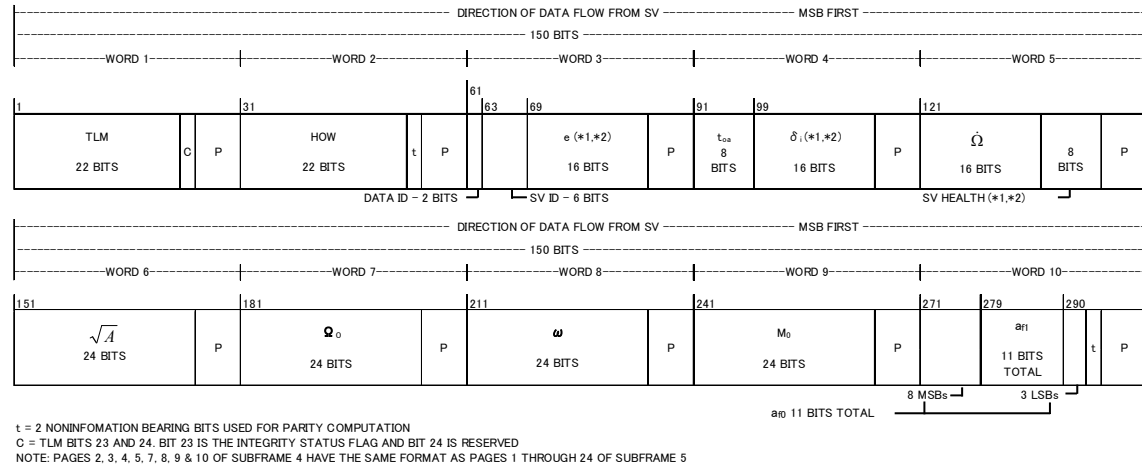 DIRECTION OF DATA FLOW FROM SV MSB FIRST
150 BITS
WORD 1 WORD 2 WORD 3 WORD 4 WORD 5
61
1 31 63 69 91 99 121
TLM 22 BITS C P HOW 22 BITS t P e (*1,*2) 16 BITS P tₒₐ 8 BITS δᵢ (*1,*2) 16 BITS P Ω̇ 16 BITS 8 BITS P
DATA ID - 2 BITS SV ID - 6 BITS SV HEALTH (*1,*2)
DIRECTION OF DATA FLOW FROM SV MSB FIRST
150 BITS
WORD 6 WORD 7 WORD 8 WORD 9 WORD 10
151 181 211 241 271 279 290
√A 24 BITS P Ω₀ 24 BITS P ω 24 BITS P M₀ 24 BITS P af1 11 BITS TOTAL t P
8 MSBs 3 LSBs
af0 11 BITS TOTAL
t = 2 NONINFOMATION BEARING BITS USED FOR PARITY COMPUTATION
C = TLM BITS 23 AND 24. BIT 23 IS THE INTEGRITY STATUS FLAG AND BIT 24 IS RESERVED
NOTE: PAGES 2, 3, 4, 5, 7, 8, 9 & 10 OF SUBFRAME 4 HAVE THE SAME FORMAT AS PAGES 1 THROUGH 24 OF SUBFRAME 5